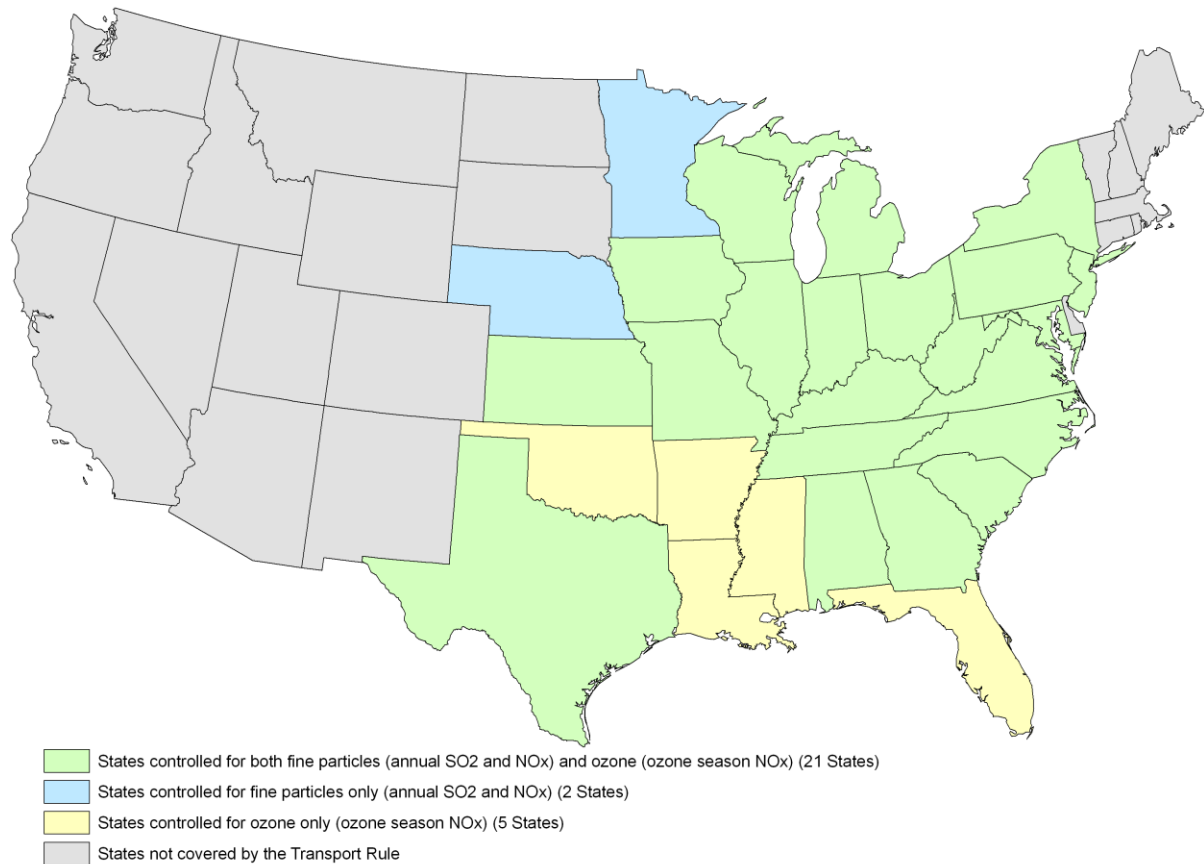 States controlled for both fine particles (annual SO2 and NOx) and ozone (ozone season NOx) (21 States)
States controlled for fine particles only (annual SO2 and NOx) (2 States)
States controlled for ozone only (ozone season NOx) (5 States)
States not covered by the Transport Rule